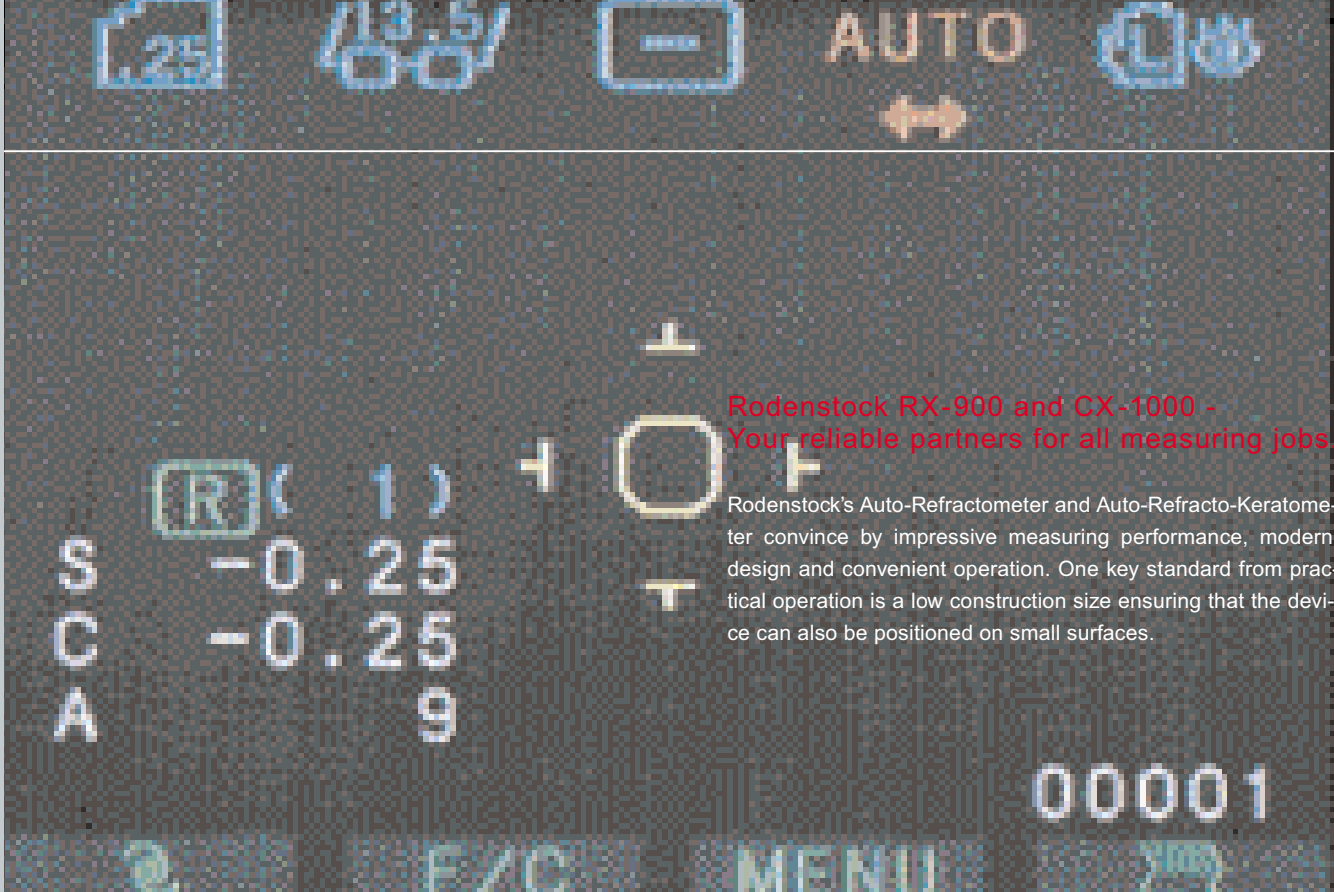 .25 13.5 AUTO
Rodenstock RX-900 and CX-1000 -
Your reliable partners for all measuring jobs
R ( 1 )
Rodenstock's Auto-Refractometer and Auto-Refracto-Keratome-
ter convince by impressive measuring performance, modern
design and convenient operation. One key standard from prac-
tical operation is a low construction size ensuring that the devi-
ce can also be positioned on small surfaces.
S -0.25
C -0.25
A 9
00001
F/C MENU